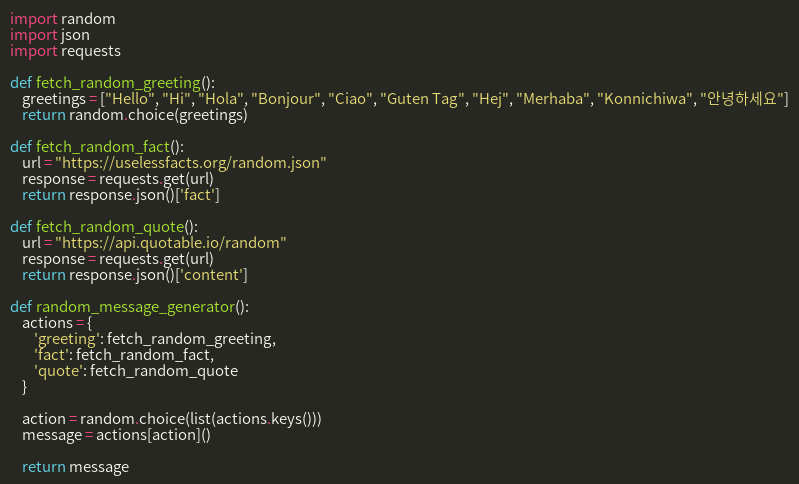 import random
import json
import requests

def fetch_random_greeting():
    greetings = ["Hello", "Hi", "Hola", "Bonjour", "Ciao", "Guten Tag", "Hej", "Merhaba", "Konnichiwa", "안녕하세요"]
    return random.choice(greetings)

def fetch_random_fact():
    url = "https://uselessfacts.org/random.json"
    response = requests.get(url)
    return response.json()['fact']

def fetch_random_quote():
    url = "https://api.quotable.io/random"
    response = requests.get(url)
    return response.json()['content']

def random_message_generator():
    actions = {
        'greeting': fetch_random_greeting,
        'fact': fetch_random_fact,
        'quote': fetch_random_quote
    }

    action = random.choice(list(actions.keys()))
    message = actions[action]()

    return message